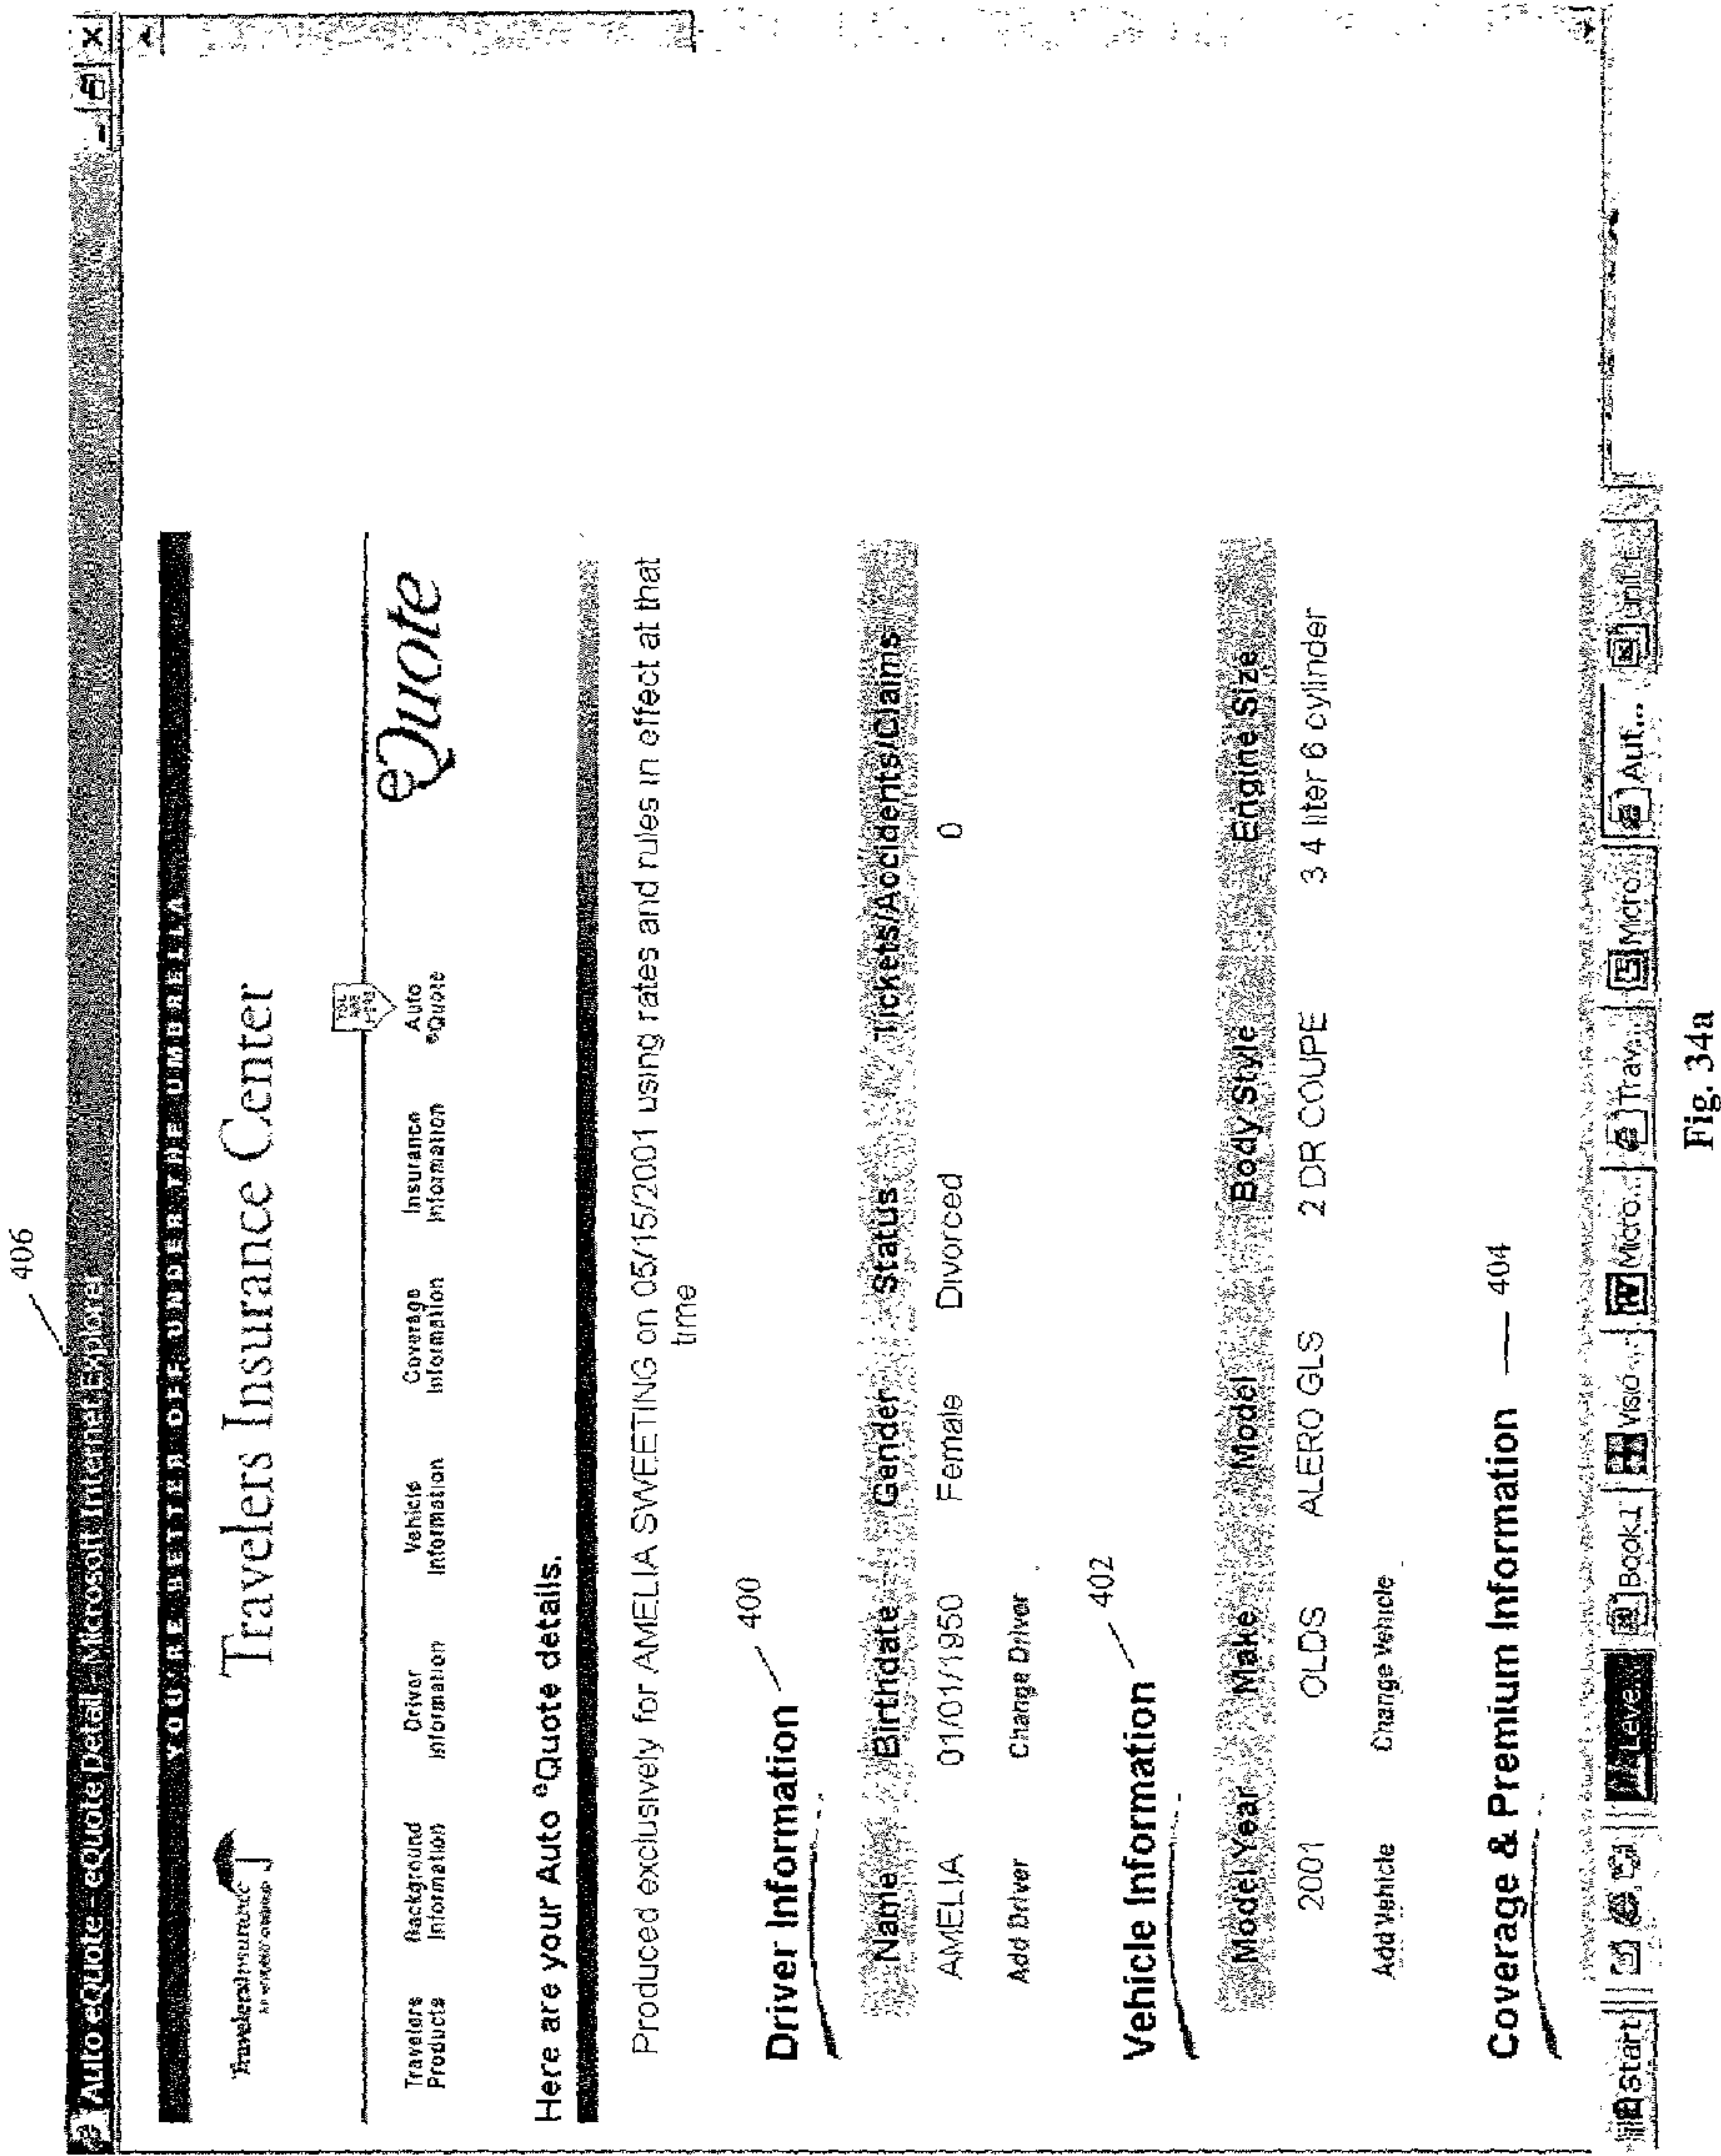 406
Auto equote - equote detail - Microsoft Internet Explorer
YOU'RE BETTER OFF UNDER THE UMBRELLA
TravelersInsurance
Travelers Insurance Center
YOU ARE HERE
Travelers Products
Background Information
Driver Information
Vehicle Information
Coverage Information
Insurance Information
Auto eQuote
eQuote
Here are your Auto eQuote details.
Produced exclusively for AMELIA SWEETING on 05/15/2001 using rates and rules in effect at that
time
Driver Information 400
Name Birthdate Gender Status Tickets/Accidents/Claims
AMELIA 01/01/1950 Female Divorced 0
Add Driver Change Driver
Vehicle Information 402
Model Year Make Model Body Style Engine Size
2001 OLDS ALERO GLS 2 DR COUPE 3 4 liter 6 cylinder
Add Vehicle Change Vehicle
Coverage & Premium Information 404
start Level Book1 Visio... Micro... Trav... Micro... Aut... unit
Fig. 34a